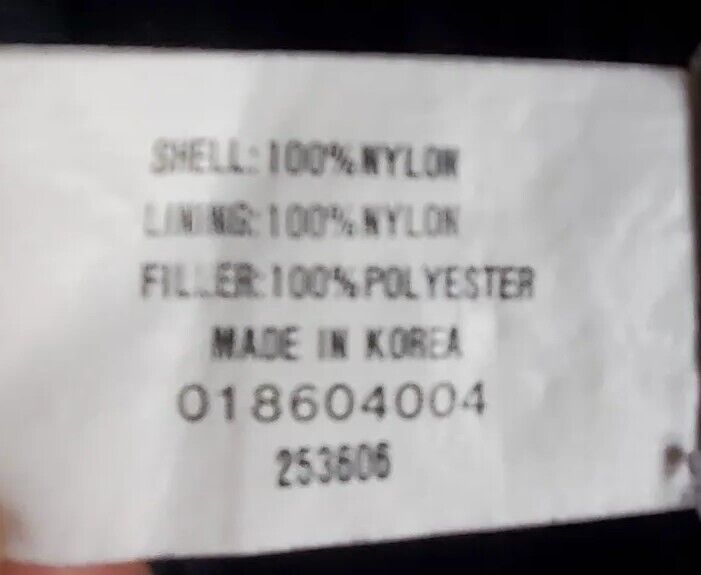 SHELL: 100% NYLON
LINING: 100% NYLON
FILLER: 100% POLYESTER
MADE IN KOREA
018604004
253606